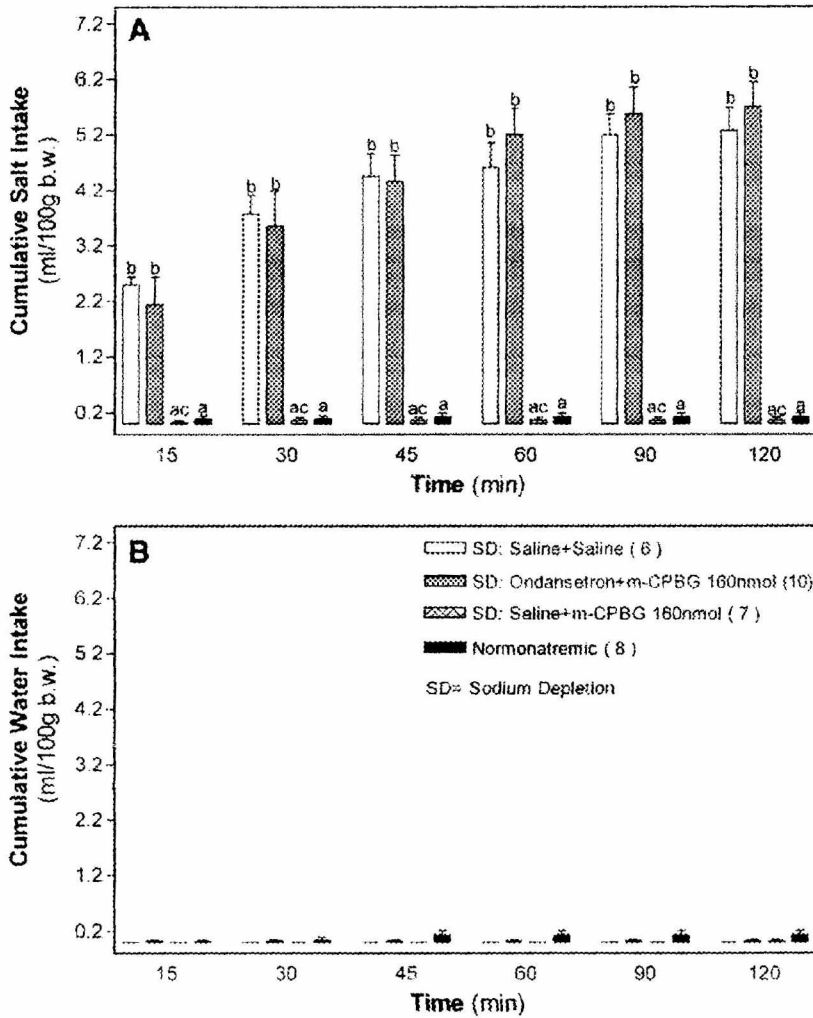 A
Cumulative Salt Intake
(ml/100g b.w.)
7.2
6.2
5.2
4.2
3.2
2.2
1.2
0.2
b b ac a
b b ac a
b b ac a
b b ac a
b b ac a
b b ac a
15 30 45 60 90 120
Time (min)
B
Cumulative Water Intake
(ml/100g b.w.)
7.2
6.2
5.2
4.2
3.2
2.2
1.2
0.2
SD: Saline+Saline ( 6 )
SD: Ondansetron+m-CPBG 160nmol (10)
SD: Saline+m-CPBG 160nmol ( 7 )
Normonatremic ( 8 )
SD= Sodium Depletion
15 30 45 60 90 120
Time (min)